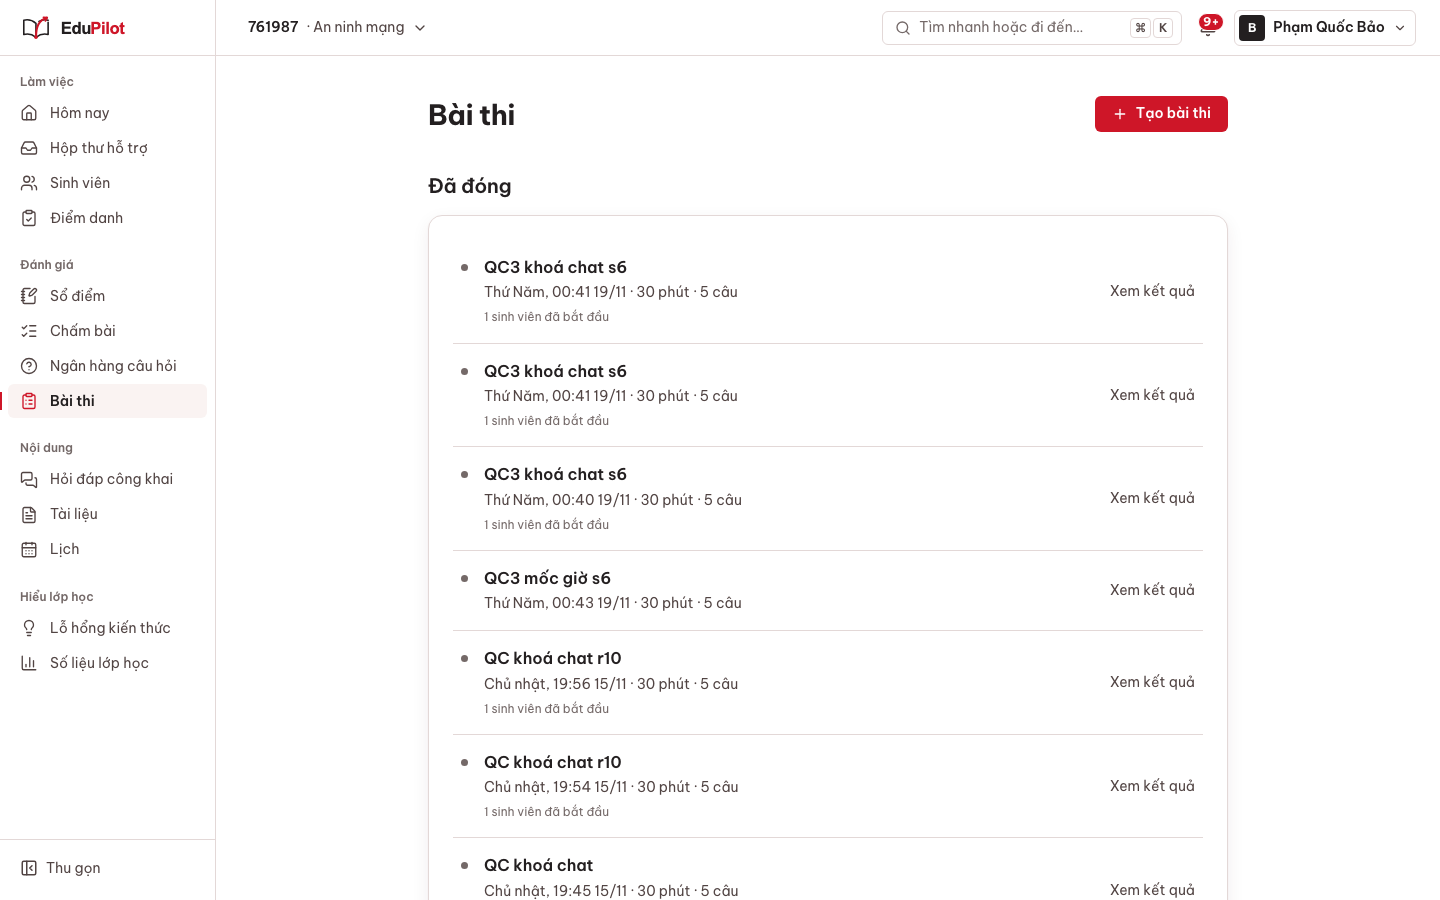 EduPilot
761987 · An ninh mạng
Tìm nhanh hoặc đi đến...
⌘ K
9+
B
Phạm Quốc Bảo
Làm việc
Hôm nay
Hộp thư hỗ trợ
Sinh viên
Điểm danh
Đánh giá
Sổ điểm
Chấm bài
Ngân hàng câu hỏi
Bài thi
Nội dung
Hỏi đáp công khai
Tài liệu
Lịch
Hiểu lớp học
Lỗ hổng kiến thức
Số liệu lớp học
Thu gọn
Bài thi
Tạo bài thi
Đã đóng
QC3 khoá chat s6
Thứ Năm, 00:41 19/11 · 30 phút · 5 câu
1 sinh viên đã bắt đầu
Xem kết quả
QC3 khoá chat s6
Thứ Năm, 00:41 19/11 · 30 phút · 5 câu
1 sinh viên đã bắt đầu
Xem kết quả
QC3 khoá chat s6
Thứ Năm, 00:40 19/11 · 30 phút · 5 câu
1 sinh viên đã bắt đầu
Xem kết quả
QC3 mốc giờ s6
Thứ Năm, 00:43 19/11 · 30 phút · 5 câu
Xem kết quả
QC khoá chat r10
Chủ nhật, 19:56 15/11 · 30 phút · 5 câu
1 sinh viên đã bắt đầu
Xem kết quả
QC khoá chat r10
Chủ nhật, 19:54 15/11 · 30 phút · 5 câu
1 sinh viên đã bắt đầu
Xem kết quả
QC khoá chat
Chủ nhật, 19:45 15/11 · 30 phút · 5 câu
Xem kết quả